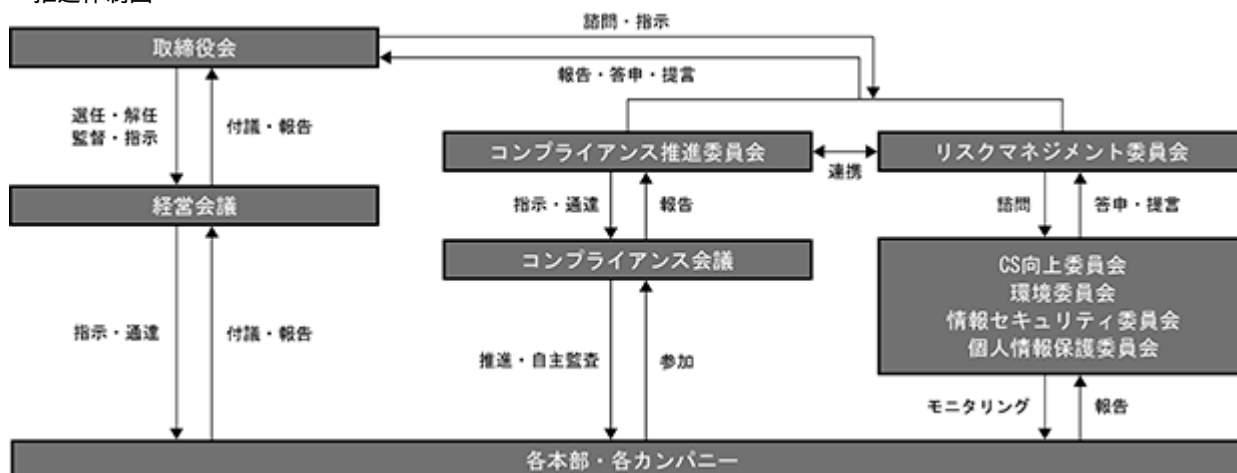 諮問・指示
取締役会
報告・答申・提言
選任・解任
監督・指示
付議・報告
コンプライアンス推進委員会
連携
リスクマネジメント委員会
経営会議
指示・通達
報告
諮問
答申・提言
コンプライアンス会議
CS向上委員会
環境委員会
情報セキュリティ委員会
個人情報保護委員会
指示・通達
付議・報告
推進・自主監査
参加
モニタリング
報告
各本部・各カンパニー